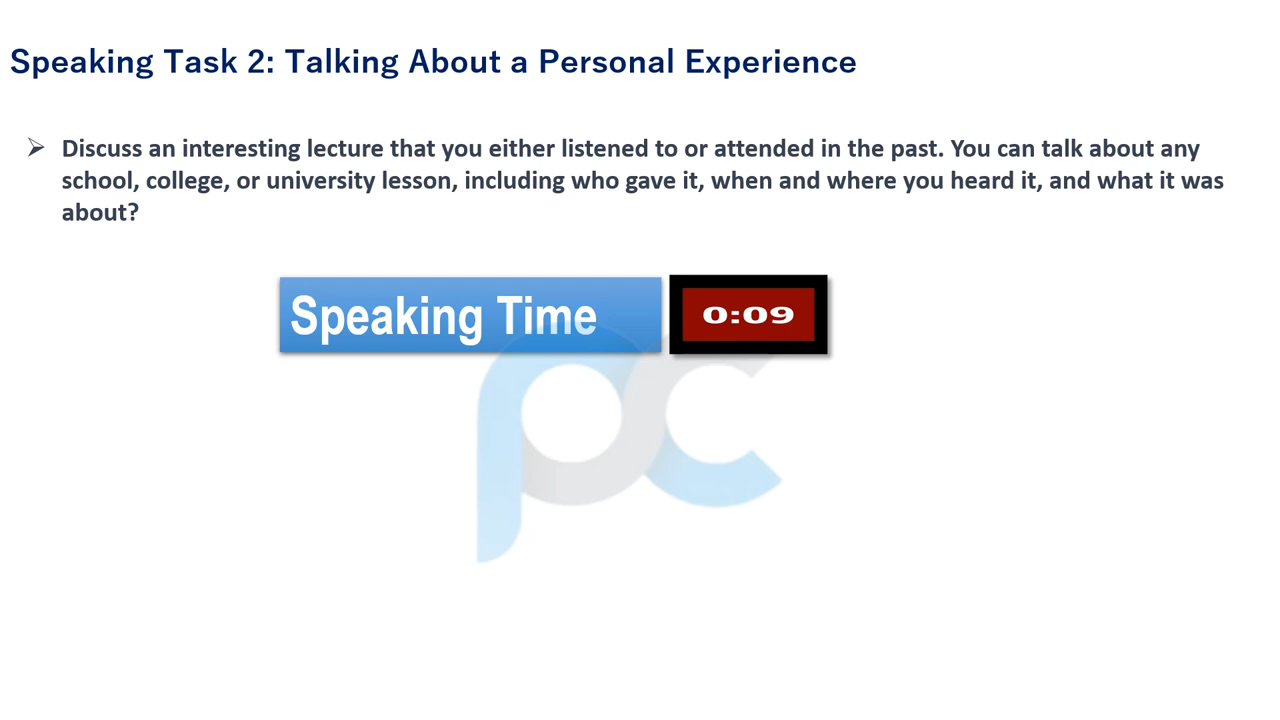 Speaking Task 2: Talking About a Personal Experience
Discuss an interesting lecture that you either listened to or attended in the past. You can talk about any
school, college, or university lesson, including who gave it, when and where you heard it, and what it was
about?
Speaking Time
0:09
pc